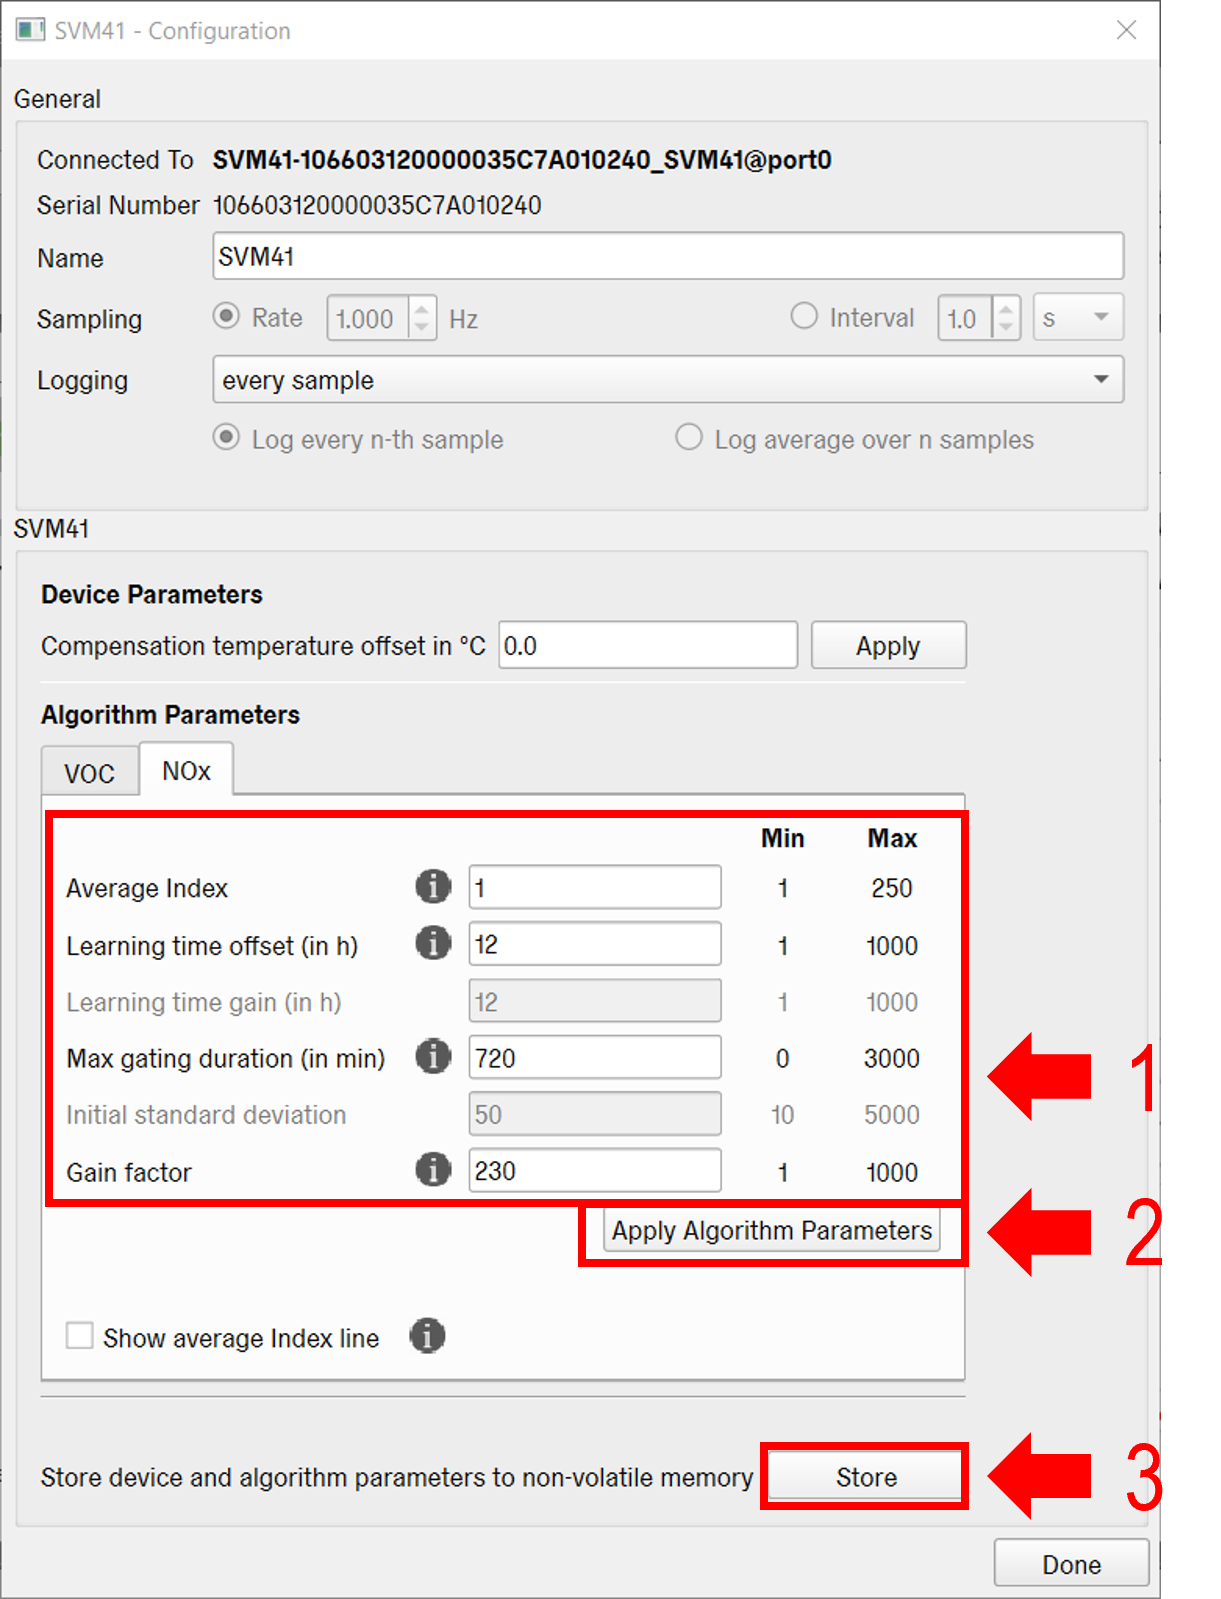 SVM41 - Configuration
General
Connected To SVM41-106603120000035C7A010240_SVM41@port0
Serial Number 106603120000035C7A010240
Name SVM41
Sampling Rate 1.000 Hz Interval 1.0 s
Logging every sample
Log every n-th sample Log average over n samples
SVM41
Device Parameters
Compensation temperature offset in °C 0.0 Apply
Algorithm Parameters
VOC NOx
Min Max
Average Index 1 1 250
Learning time offset (in h) 12 1 1000
Learning time gain (in h) 12 1 1000
Max gating duration (in min) 720 0 3000
1
Initial standard deviation 50 10 5000
Gain factor 230 1 1000
Apply Algorithm Parameters 2
Show average Index line
Store device and algorithm parameters to non-volatile memory Store 3
Done